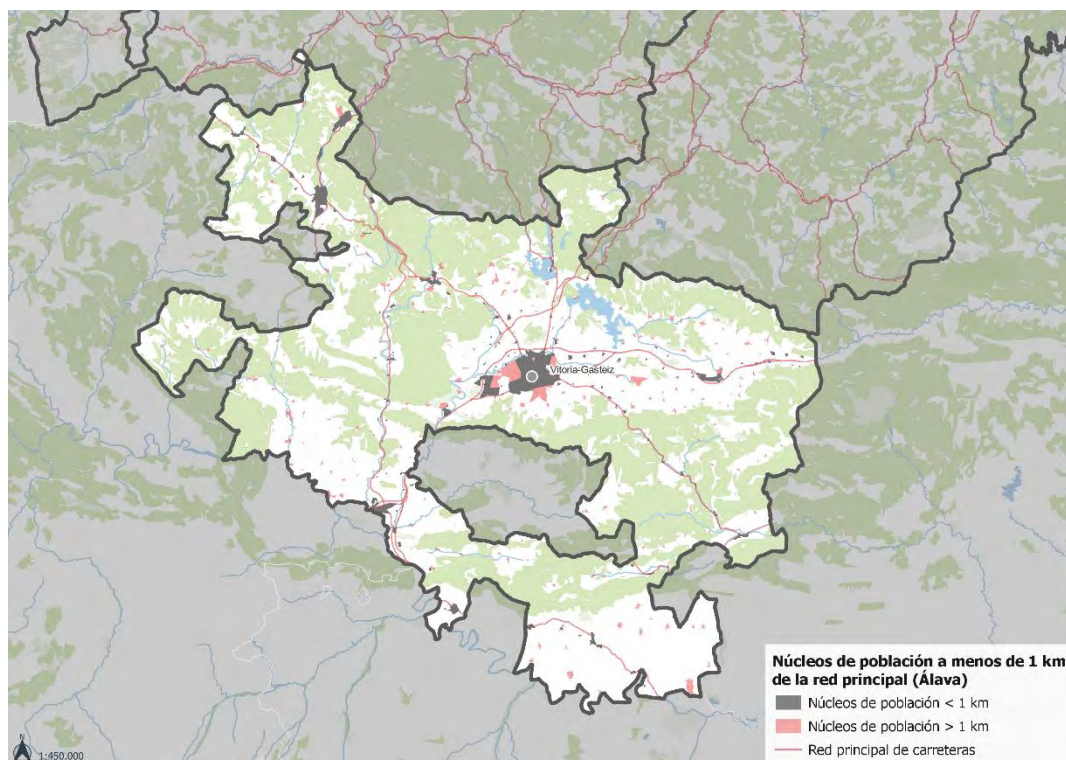 Vitoria-Gasteiz
Núcleos de población a menos de 1 km
de la red principal (Álava)
Núcleos de población < 1 km
Núcleos de población > 1 km
Red principal de carreteras
N
1:450.000